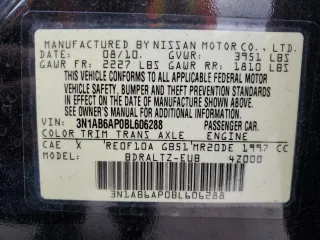 MANUFACTURED BY NISSAN MOTOR CO., LTD.
DATE: 08/10. GVWR: 3951 LBS
GAWR FR: 2227 LBS GAWR RR: 1810 LBS
THIS VEHICLE CONFORMS TO ALL APPLICABLE FEDERAL MOTOR
VEHICLE SAFETY, BUMPER AND THEFT PREVENTION STANDARDS
IN EFFECT ON THE DATE OF MANUFACTURE SHOWN ABOVE.
SEE OWNER'S MANUAL FOR ADDITIONAL INFORMATION.
VIN: 3N1AB6AP0BL606288 PASSENGER CAR.
COLOR TRIM TRANS AXLE ENGINE
CAE X RE0F10A GB51 MR20DE 1997 CC
MODEL: BDRALTZ-EUB 4Z000
3N1AB6AP0BL606288